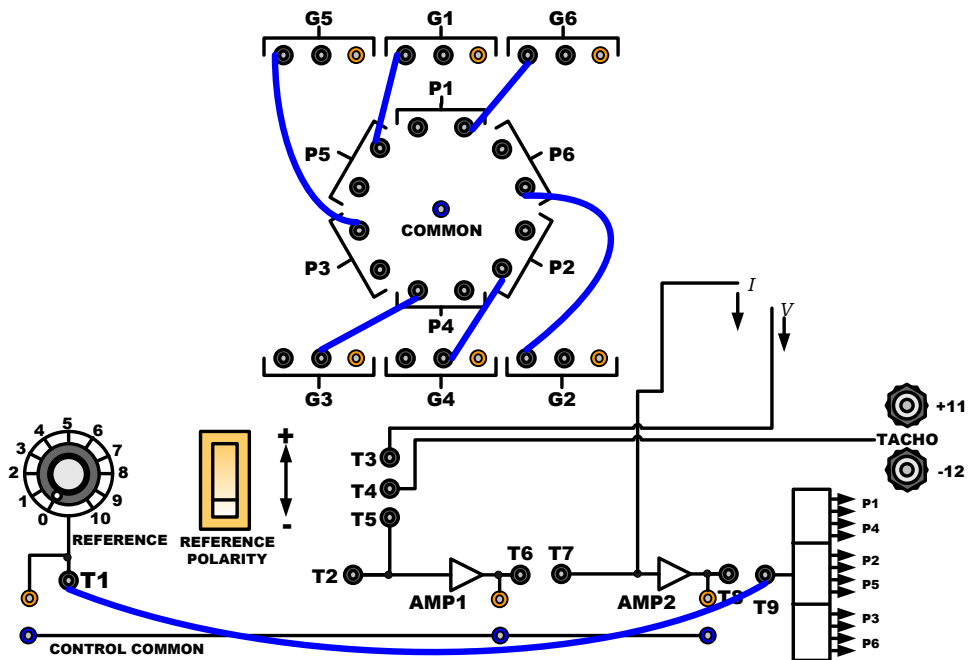 G5 G1 G6
P1
P5 P6
COMMON
P3 P2
P4
G3 G4 G2
I
V
+11
TACHO
-12
T3
T4
T5
5
4 6
3 7
2 8
1 9
0 10
REFERENCE
+
-
REFERENCE
POLARITY
T1
T2
AMP1
T6
T7
AMP2
T8
T9
P1
P4
P2
P5
P3
P6
CONTROL COMMON